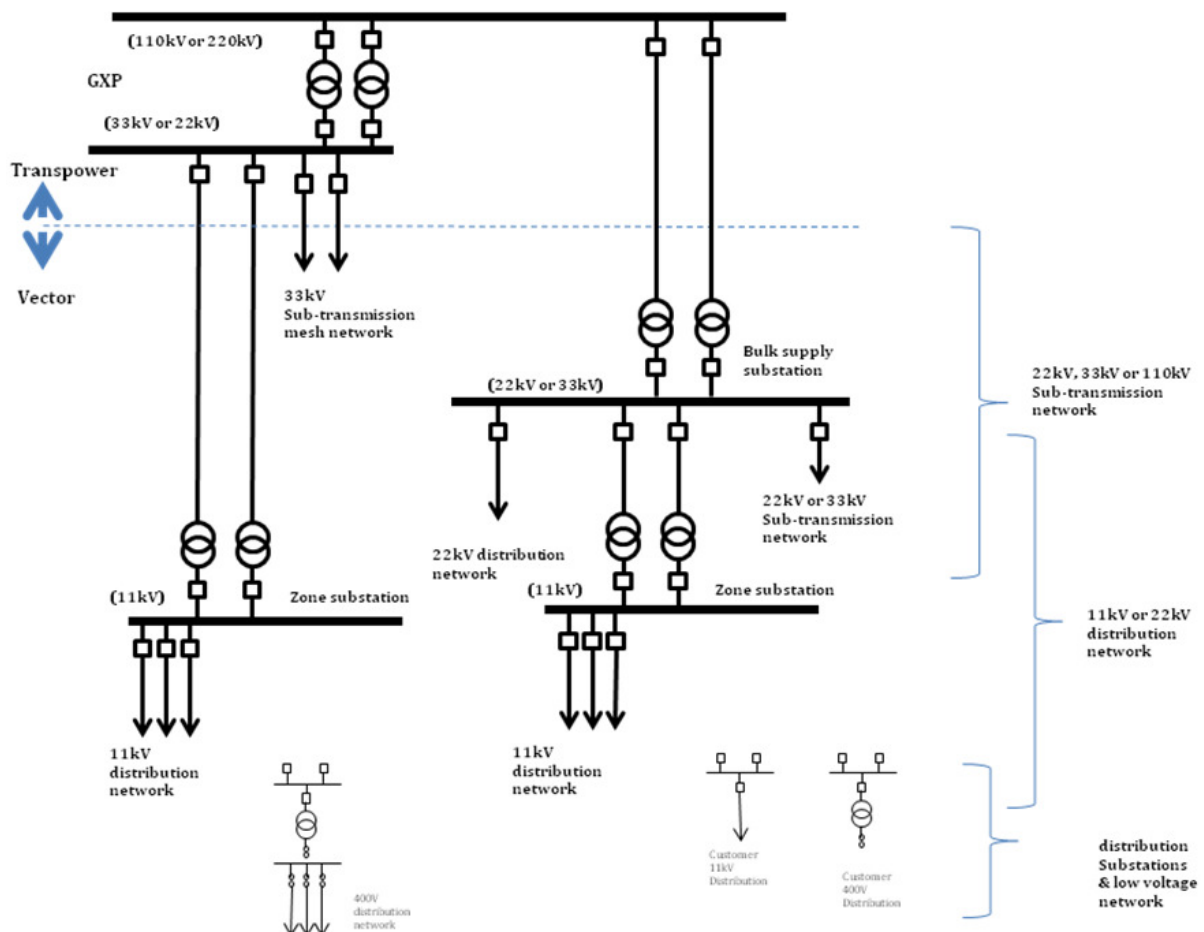 (110kV or 220kV)
GXP
(33kV or 22kV)
Transpower
Vector
33kV
Sub-transmission
mesh network
Bulk supply
substation
(22kV or 33kV)
22kV, 33kV or 110kV
Sub-transmission
network
22kV or 33kV
Sub-transmission
network
22kV distribution
network
(11kV)
Zone substation
(11kV)
Zone substation
11kV or 22kV
distribution
network
11kV
distribution
network
11kV
distribution
network
Customer
11kV
Distribution
Customer
400V
Distribution
400V
distribution
network
distribution
Substations
& low voltage
network